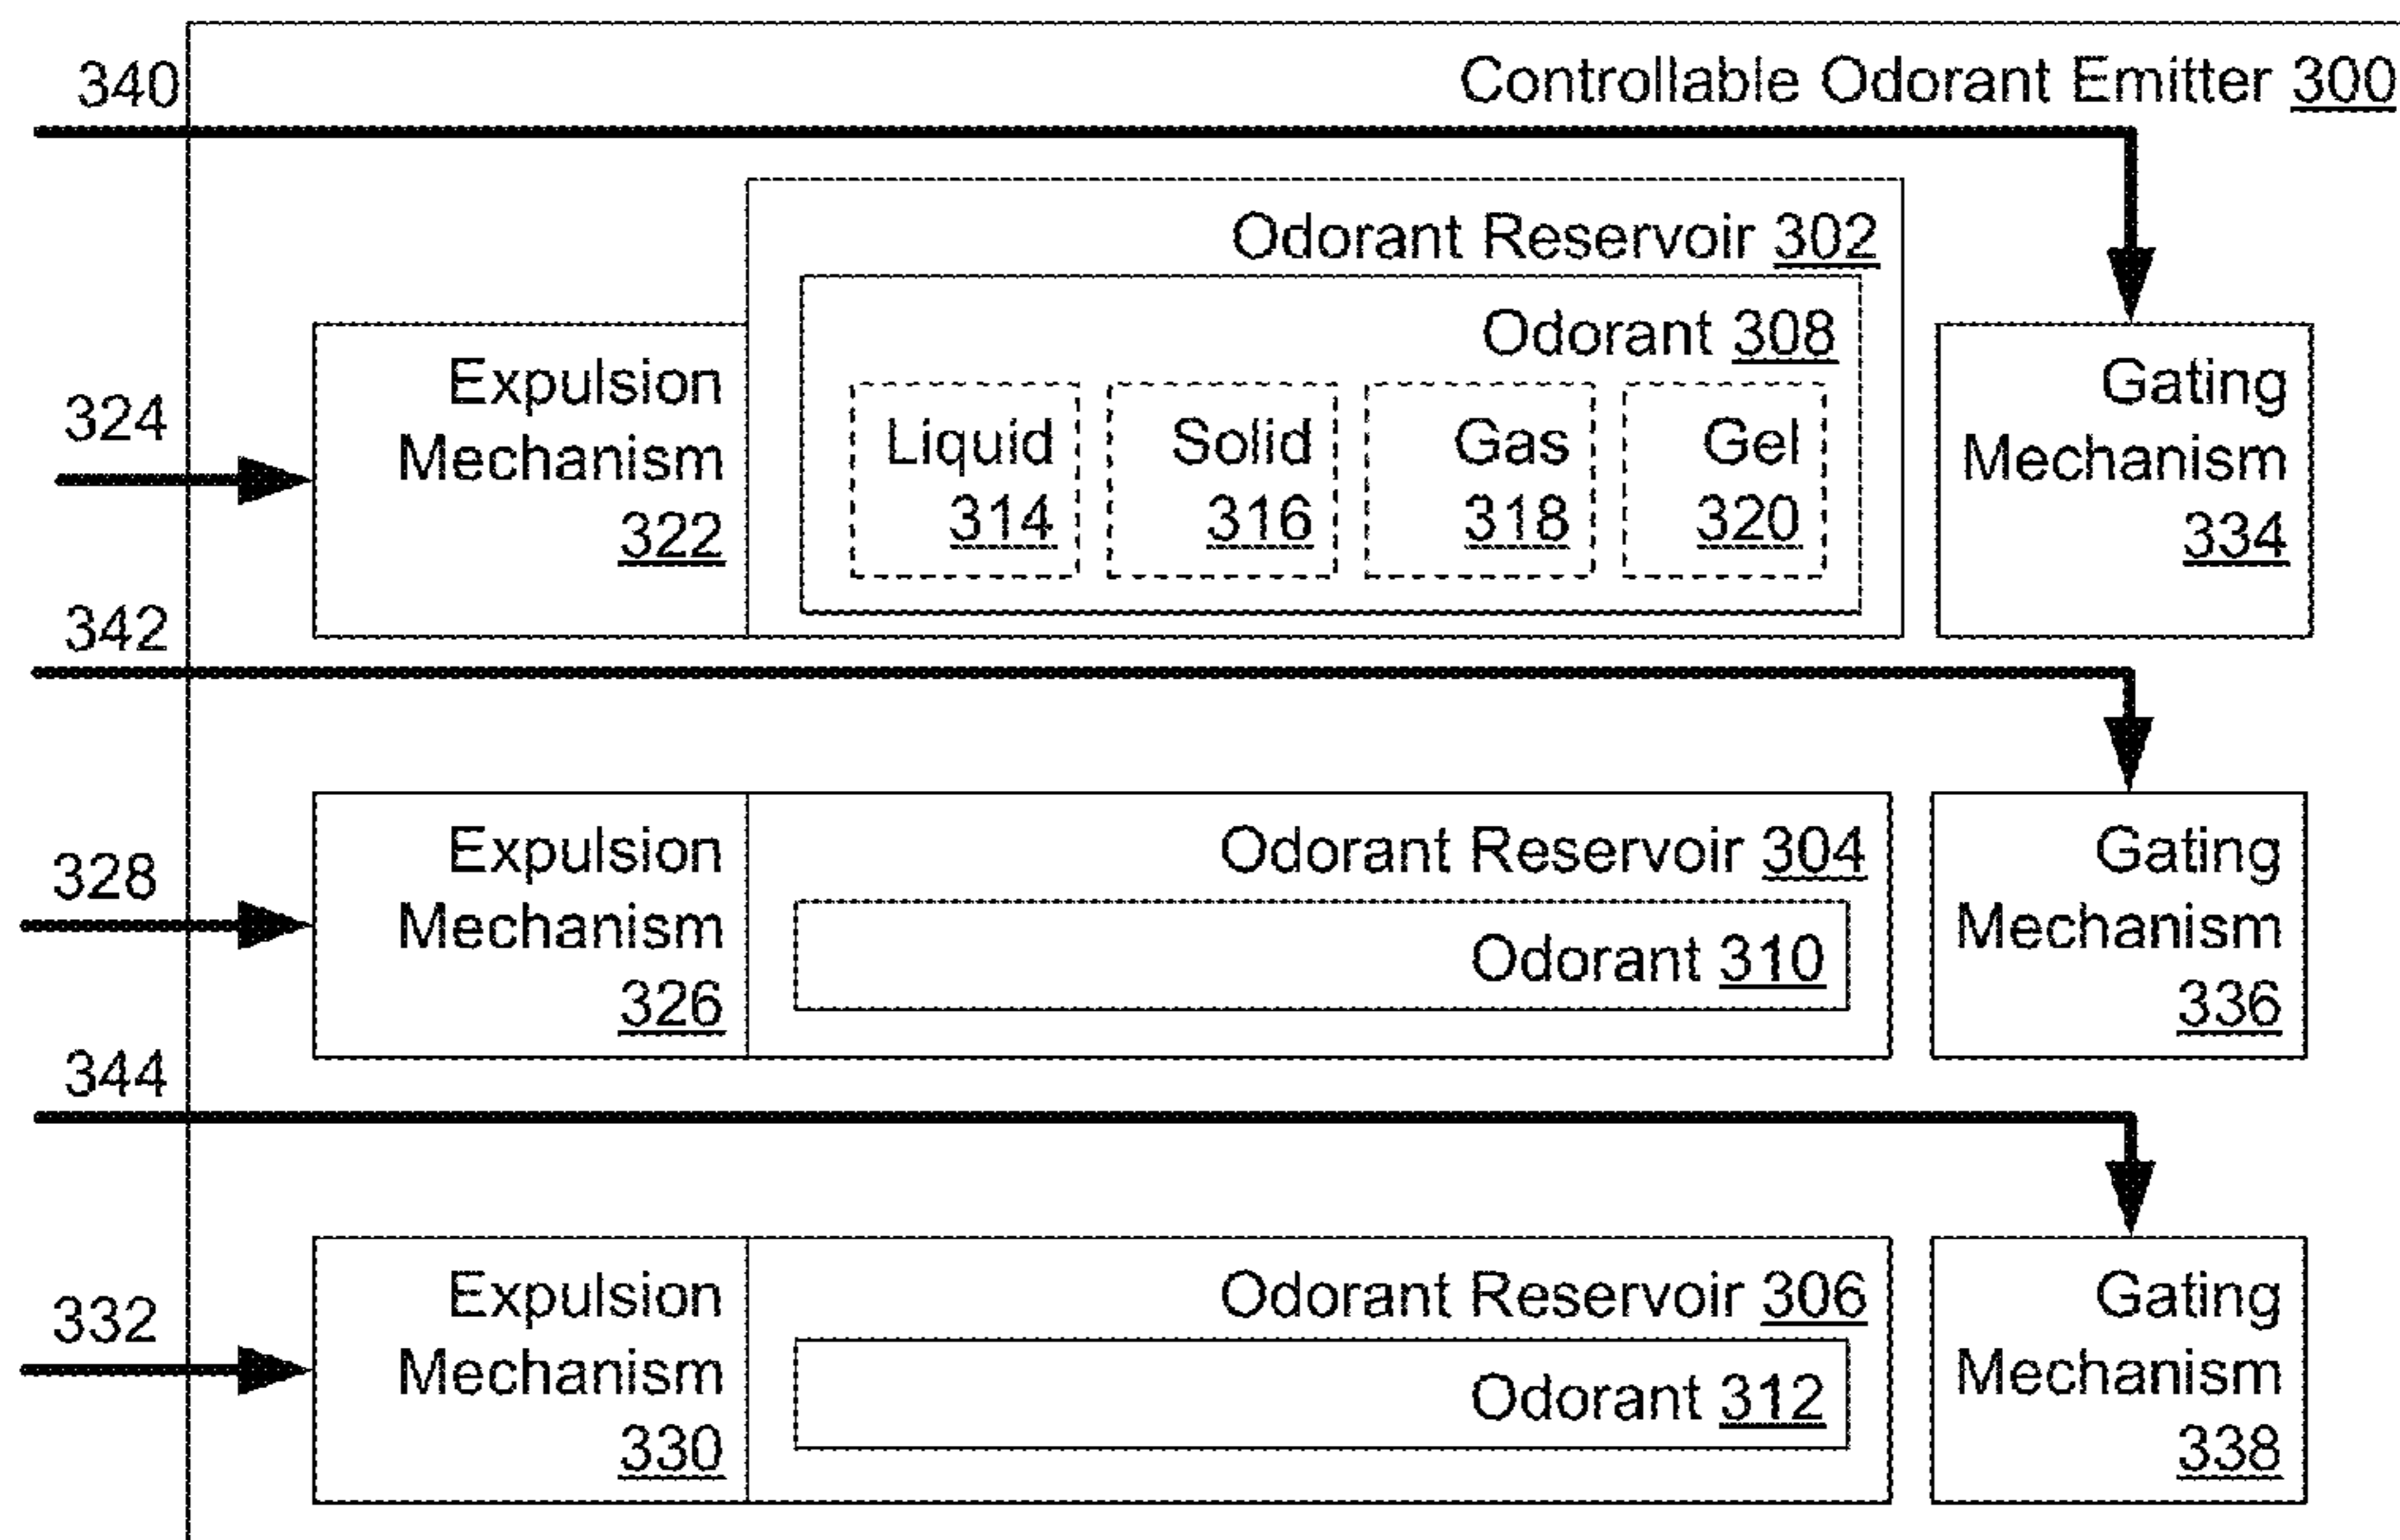 Controllable Odorant Emitter 300
340
Odorant Reservoir 302
Odorant 308
324
Expulsion
Mechanism
322
Liquid
314
Solid
316
Gas
318
Gel
320
Gating
Mechanism
334
342
328
Expulsion
Mechanism
326
Odorant Reservoir 304
Odorant 310
Gating
Mechanism
336
344
332
Expulsion
Mechanism
330
Odorant Reservoir 306
Odorant 312
Gating
Mechanism
338